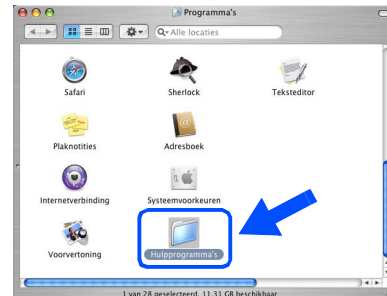 Programma's
Alle locaties
Safari
Sherlock
Teksteditor
Plaknotities
Adresboek
Internetverbinding
Systeemvoorkeuren
Voorvertoning
Hulpprogramma's
1 van 28 geselecteerd, 11,31 GB beschikbaar